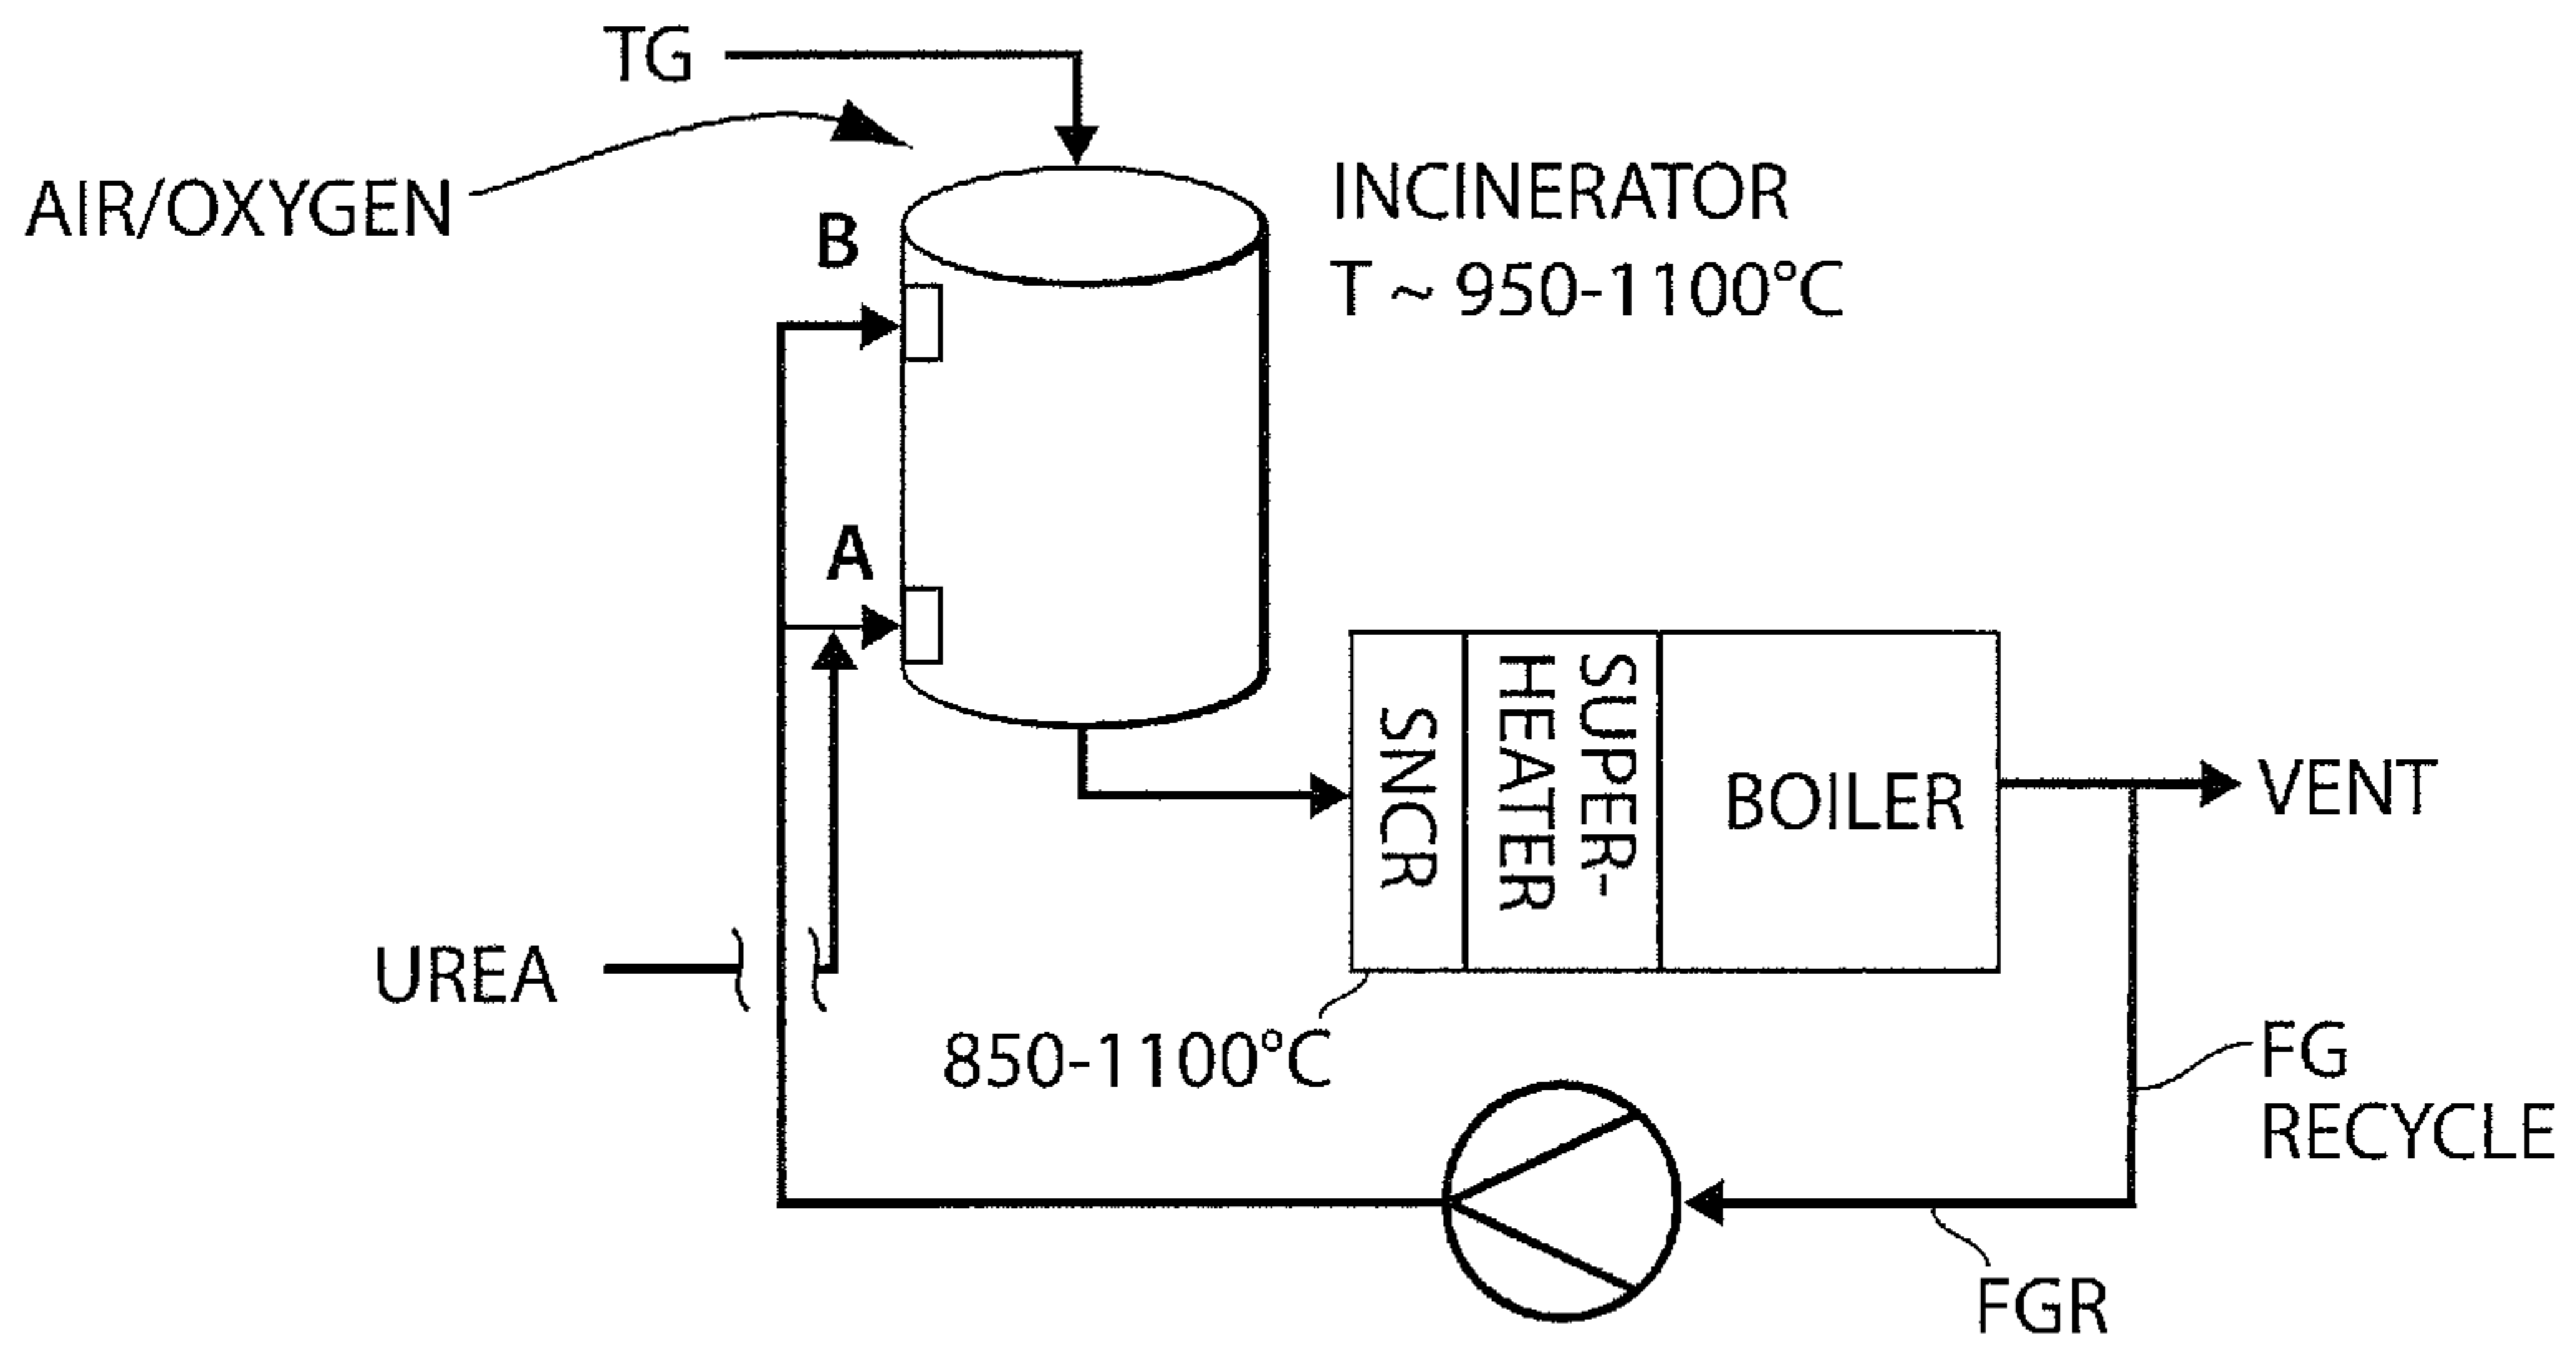 TG
AIR/OXYGEN
B
INCINERATOR
T ~ 950-1100°C
A
SNCR
SUPER-
HEATER
BOILER
VENT
UREA
850-1100°C
FG
RECYCLE
FGR